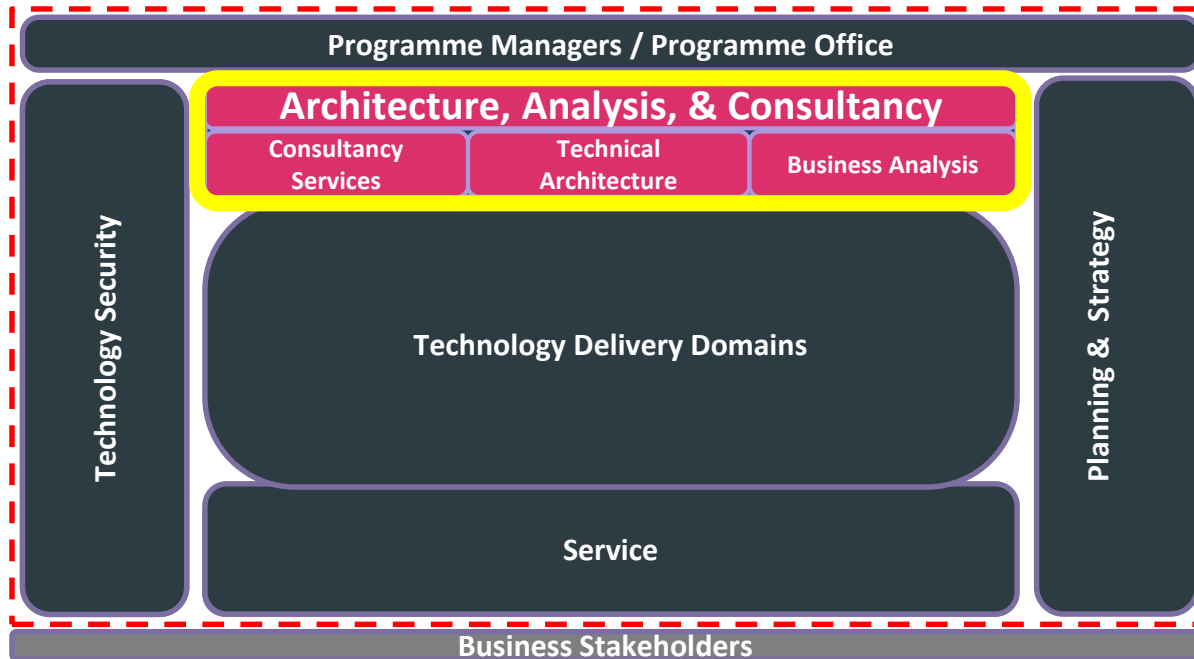 Programme Managers / Programme Office
Architecture, Analysis, & Consultancy
Consultancy
Services
Technical
Architecture
Business Analysis
Technology Security
Technology Delivery Domains
Planning & Strategy
Service
Business Stakeholders